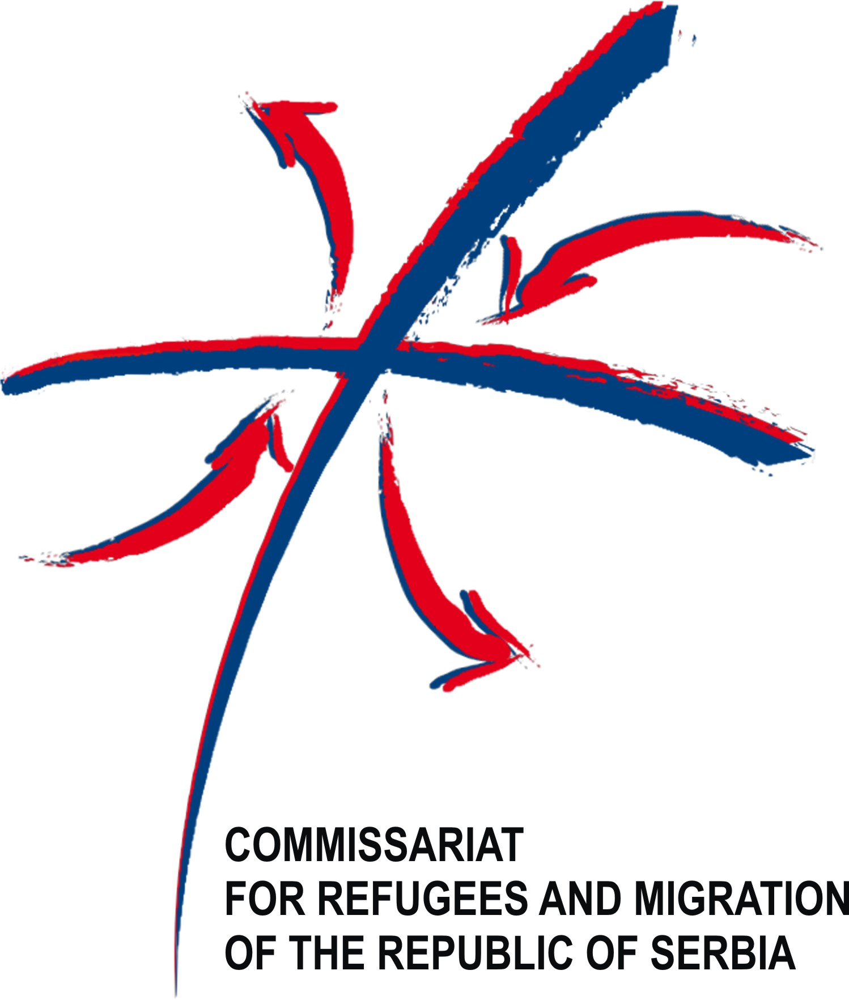 COMMISSARIAT
FOR REFUGEES AND MIGRATION
OF THE REPUBLIC OF SERBIA